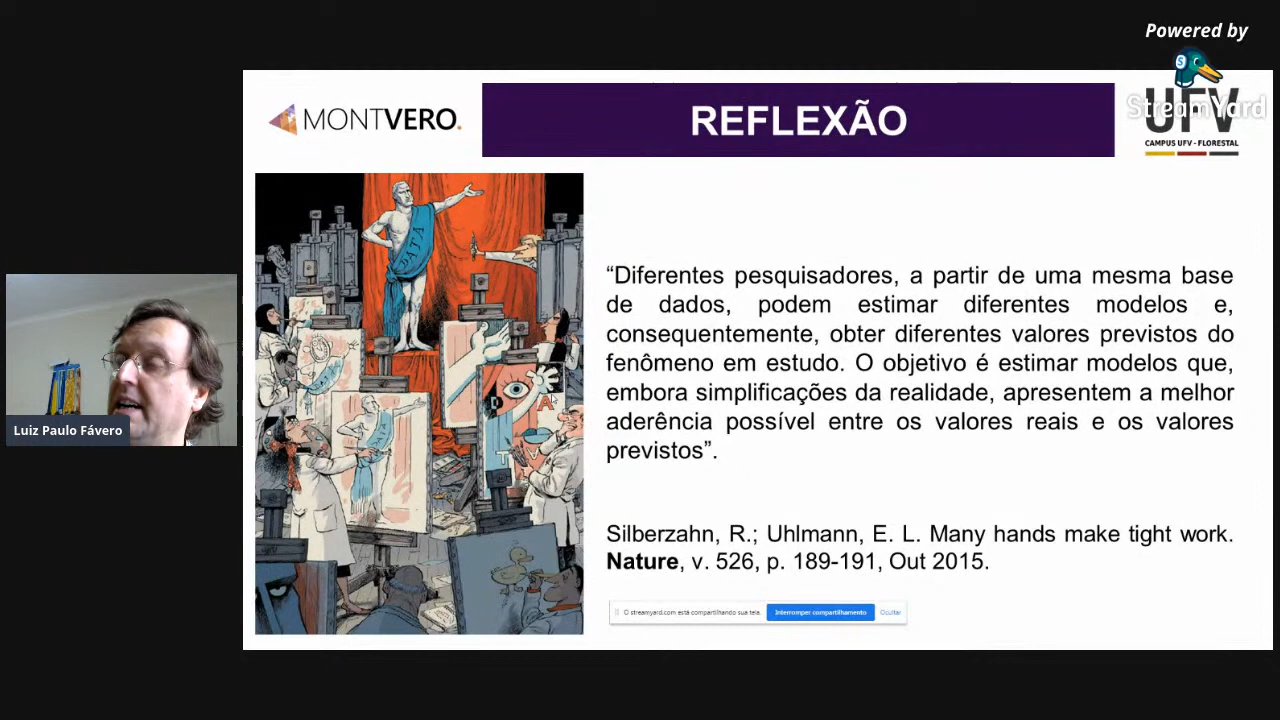 Powered by
StreamYard
MONTVERO.
REFLEXÃO
UFV
CAMPUS UFV - FLORESTAL
DATA
DATA
“Diferentes pesquisadores, a partir de uma mesma base
de dados, podem estimar diferentes modelos e,
consequentemente, obter diferentes valores previstos do
fenômeno em estudo. O objetivo é estimar modelos que,
embora simplificações da realidade, apresentem a melhor
aderência possível entre os valores reais e os valores
previstos”.
Luiz Paulo Fávero
Silberzahn, R.; Uhlmann, E. L. Many hands make tight work.
Nature, v. 526, p. 189-191, Out 2015.
O streamyard.com está compartilhando sua tela. Interromper compartilhamento Ocultar